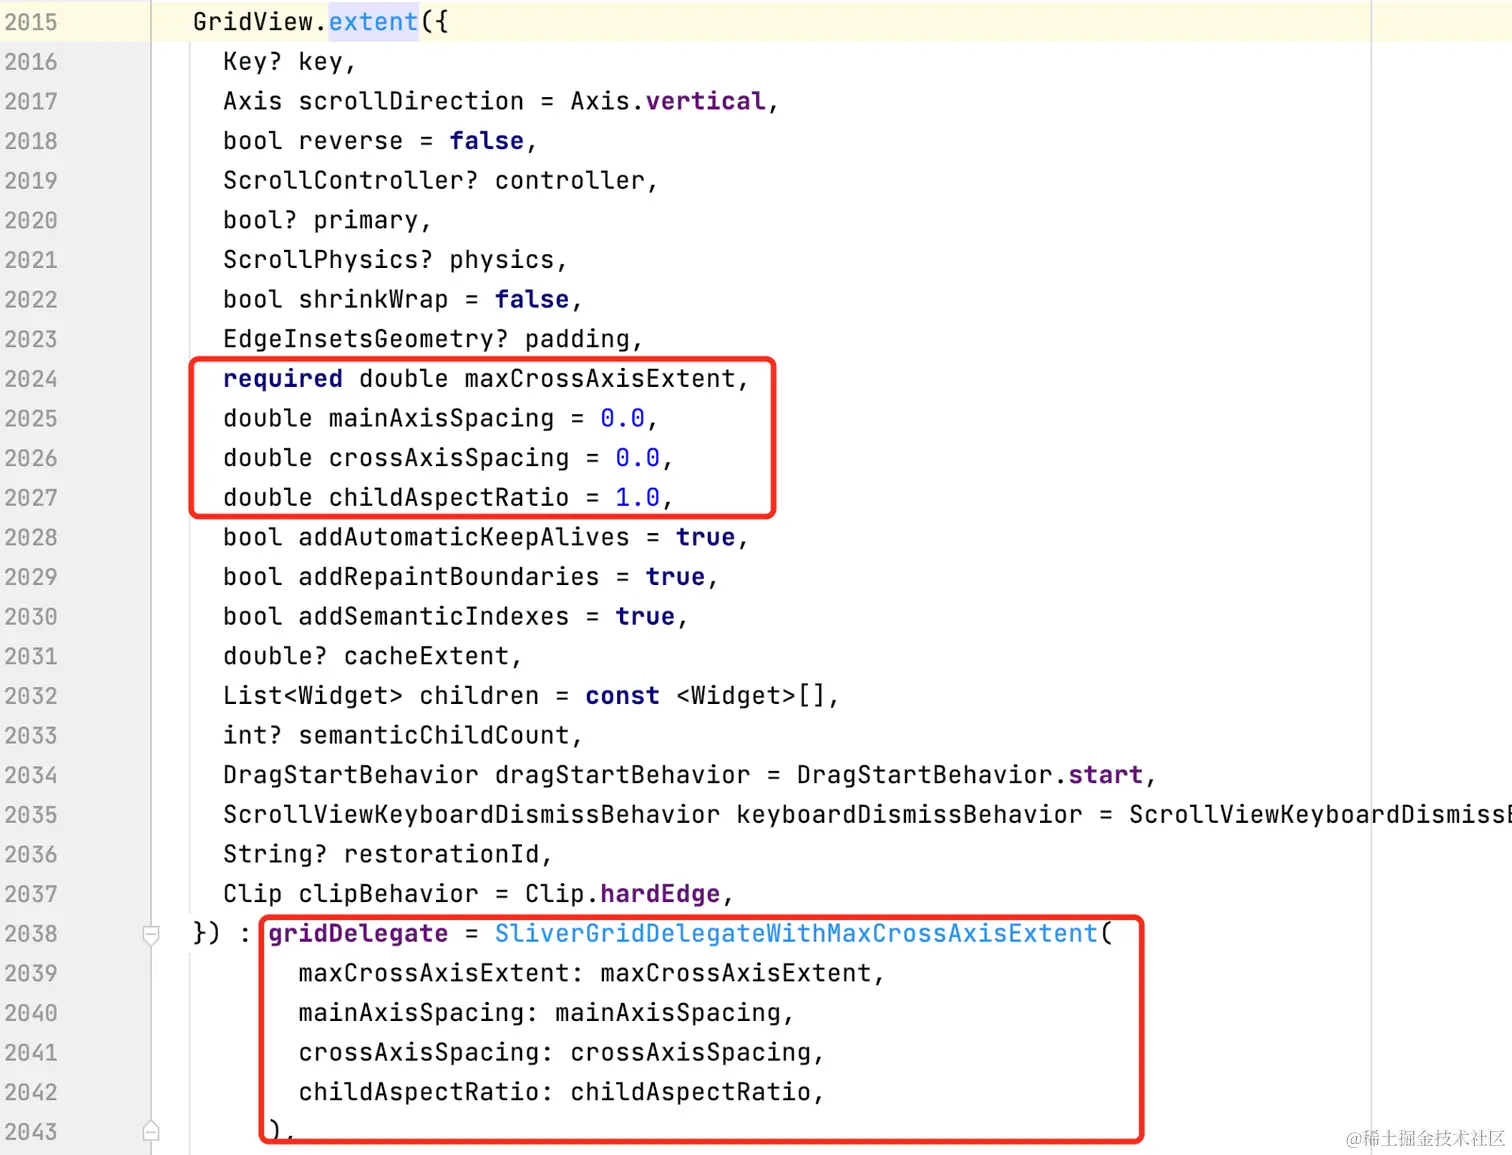 2015 GridView.extent({
2016 Key? key,
2017 Axis scrollDirection = Axis.vertical,
2018 bool reverse = false,
2019 ScrollController? controller,
2020 bool? primary,
2021 ScrollPhysics? physics,
2022 bool shrinkWrap = false,
2023 EdgeInsetsGeometry? padding,
2024 required double maxCrossAxisExtent,
2025 double mainAxisSpacing = 0.0,
2026 double crossAxisSpacing = 0.0,
2027 double childAspectRatio = 1.0,
2028 bool addAutomaticKeepAlives = true,
2029 bool addRepaintBoundaries = true,
2030 bool addSemanticIndexes = true,
2031 double? cacheExtent,
2032 List<Widget> children = const <Widget>[],
2033 int? semanticChildCount,
2034 DragStartBehavior dragStartBehavior = DragStartBehavior.start,
2035 ScrollViewKeyboardDismissBehavior keyboardDismissBehavior = ScrollViewKeyboardDismissB
2036 String? restorationId,
2037 Clip clipBehavior = Clip.hardEdge,
2038 }) : gridDelegate = SliverGridDelegateWithMaxCrossAxisExtent(
2039 maxCrossAxisExtent: maxCrossAxisExtent,
2040 mainAxisSpacing: mainAxisSpacing,
2041 crossAxisSpacing: crossAxisSpacing,
2042 childAspectRatio: childAspectRatio,
2043 ),
@稀土掘金技术社区